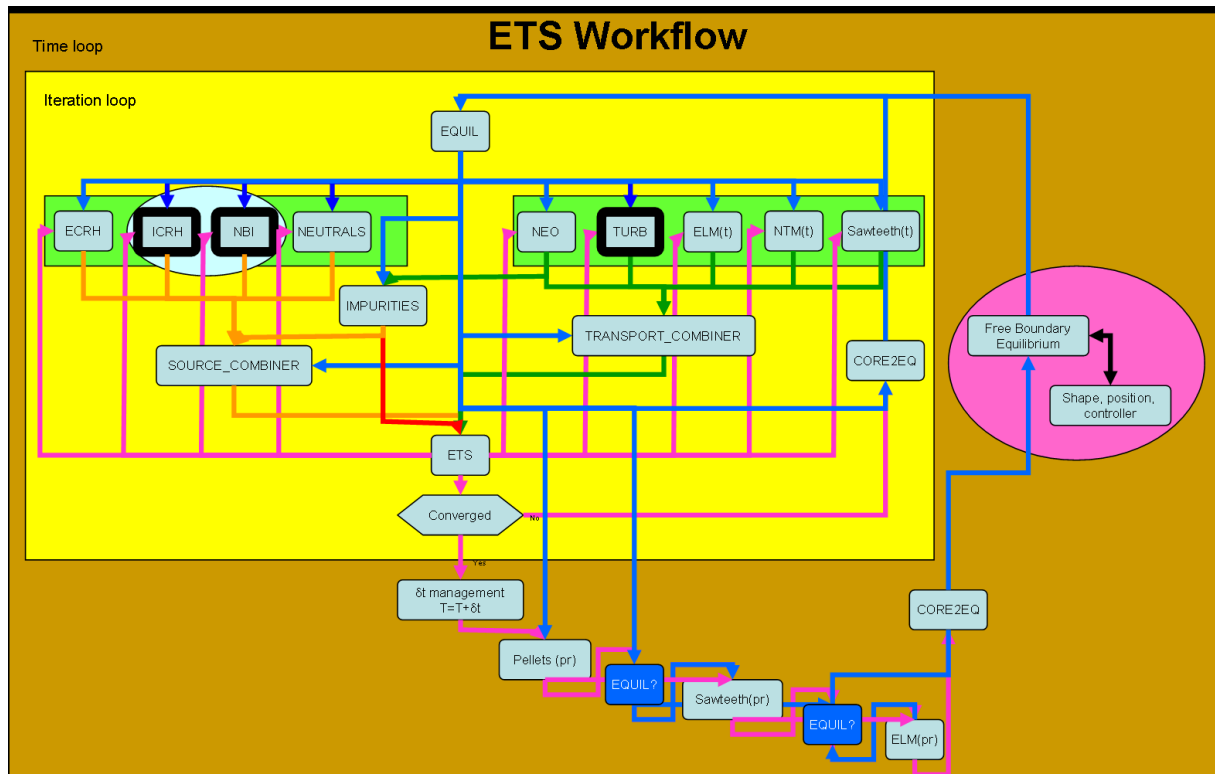 ETS Workflow
Time loop
Iteration loop
EQUIL
ECRH
ICRH
NBI
NEUTRALS
NEO
TURB
ELM(t)
NTM(t)
Sawteeth(t)
IMPURITIES
TRANSPORT_COMBINER
SOURCE_COMBINER
CORE2EQ
Free Boundary
Equilibrium
Shape, position,
controller
ETS
Converged
No
Yes
δt management
T=T+δt
CORE2EQ
Pellets (pr)
EQUIL?
Sawteeth(pr)
EQUIL?
ELM(pr)